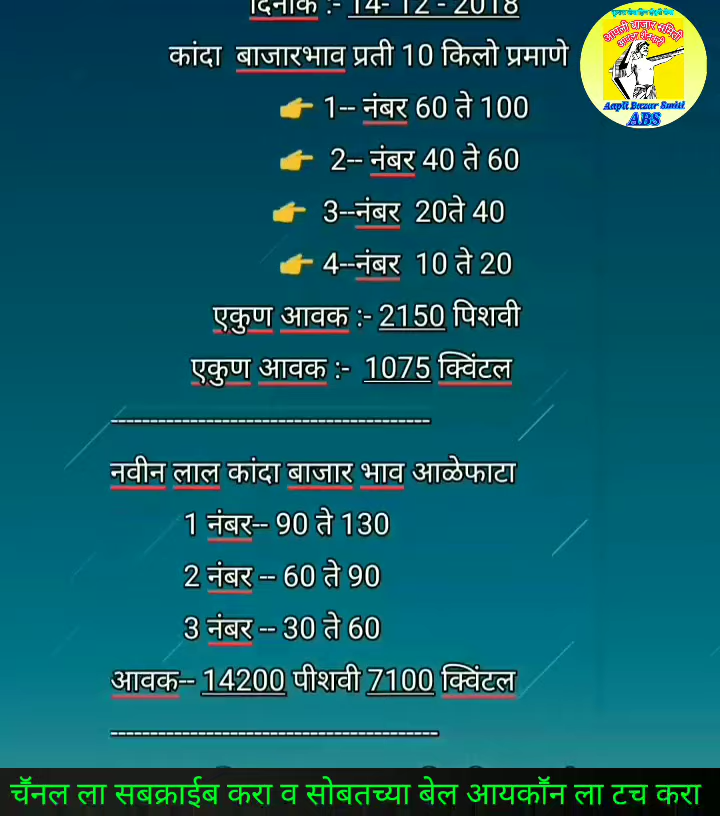 दिनांक :- 14- 12 - 2018
कांदा बाजारभाव प्रती 10 किलो प्रमाणे
👉 1-- नंबर 60 ते 100
👉 2-- नंबर 40 ते 60
👉 3--नंबर 20ते 40
👉 4--नंबर 10 ते 20
एकुण आवक :- 2150 पिशवी
एकुण आवक :- 1075 क्विंटल
----------------------------------------
नवीन लाल कांदा बाजार भाव आळेफाटा
1 नंबर-- 90 ते 130
2 नंबर -- 60 ते 90
3 नंबर -- 30 ते 60
आवक-- 14200 पीशवी 7100 क्विंटल
-----------------------------------------
आपली बाजार समिती
Aapli Bazar Smiti
ABS
चॅनल ला सबक्राईब करा व सोबतच्या बेल आयकॉन ला टच करा